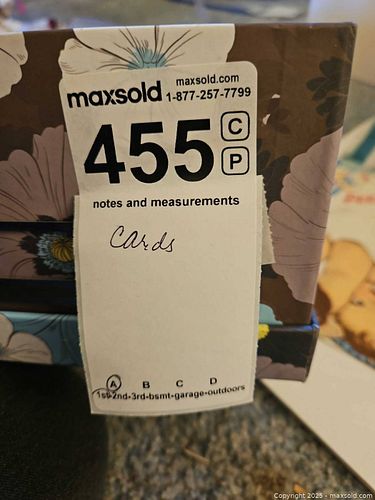 maxsold
maxsold.com
1-877-257-7799
455
C
P
notes and measurements
Cards
A B C D
1st-2nd-3rd-bsmt-garage-outdoors
Copyright 2025 - maxsold.com